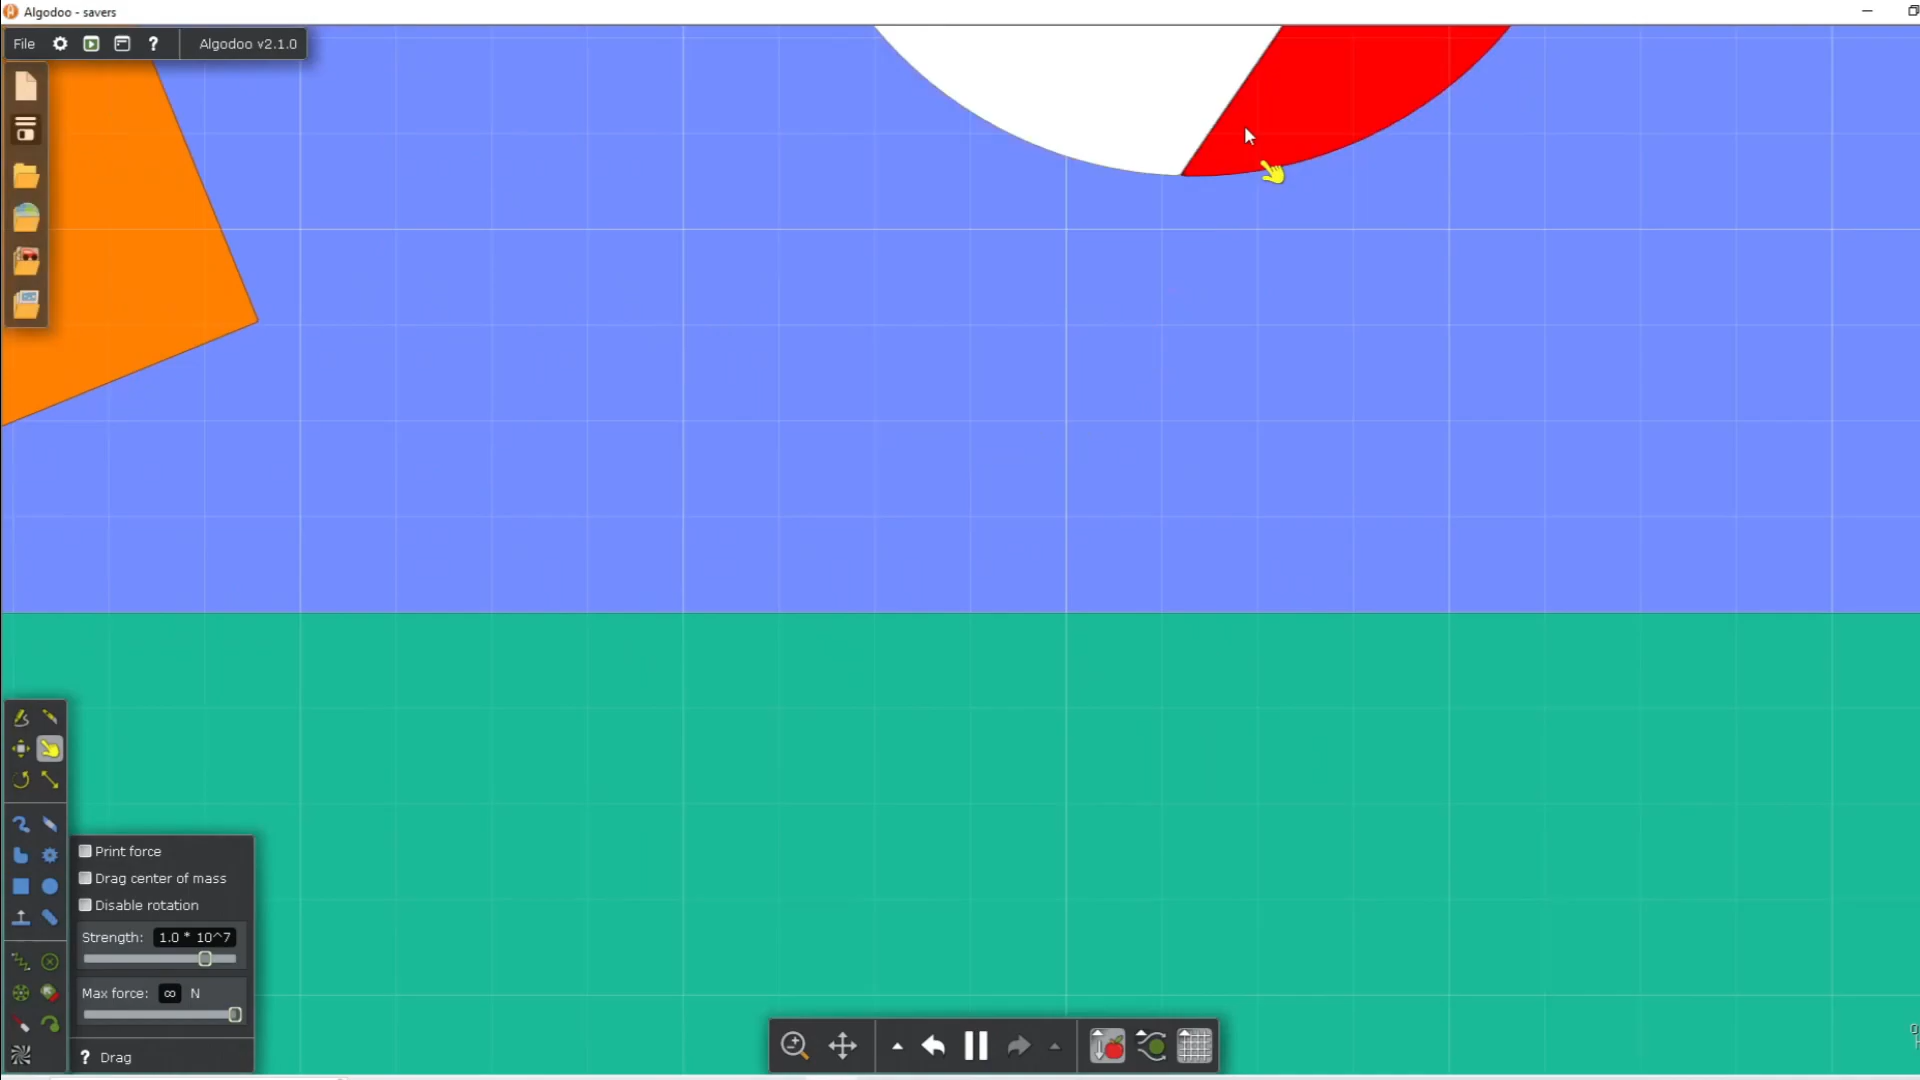 Algodoo - savers
File ? Algodoo v2.1.0
Print force
Drag center of mass
Disable rotation
Strength: 1.0 * 10^7
Max force: ∞ N
? Drag